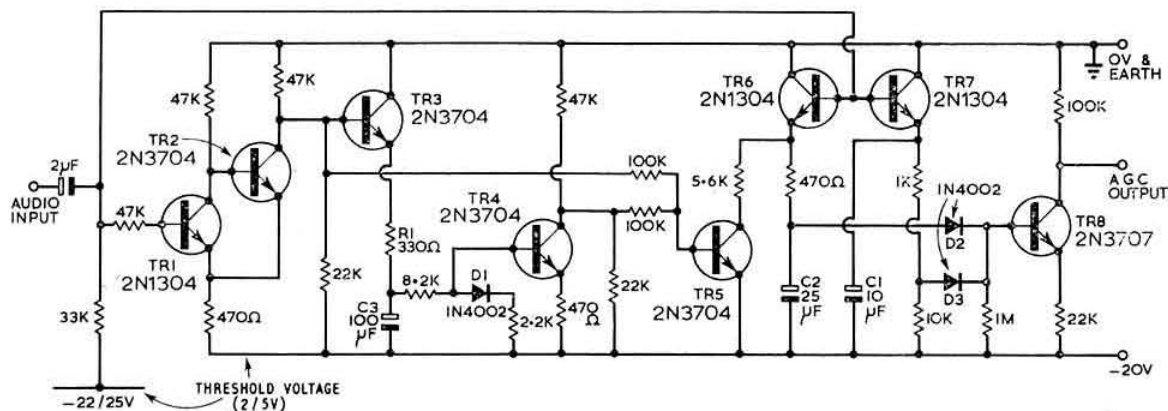 AUDIO
INPUT
2µF
33K
-22/25V
47K
47K
TR1
2N1304
470Ω
THRESHOLD VOLTAGE
(2/5V)
TR2
2N3704
47K
TR3
2N3704
22K
R1
330Ω
C3
100
µF
8·2K
D1
IN4002
2·2K
TR4
2N3704
47K
470
Ω
22K
100K
100K
TR5
2N3704
5·6K
TR6
2N1304
470Ω
C2
25
µF
C1
10
µF
TR7
2N1304
1K
10K
IN4002
D2
D3
1M
TR8
2N3707
22K
100K
0V &
EARTH
AGC
OUTPUT
-20V